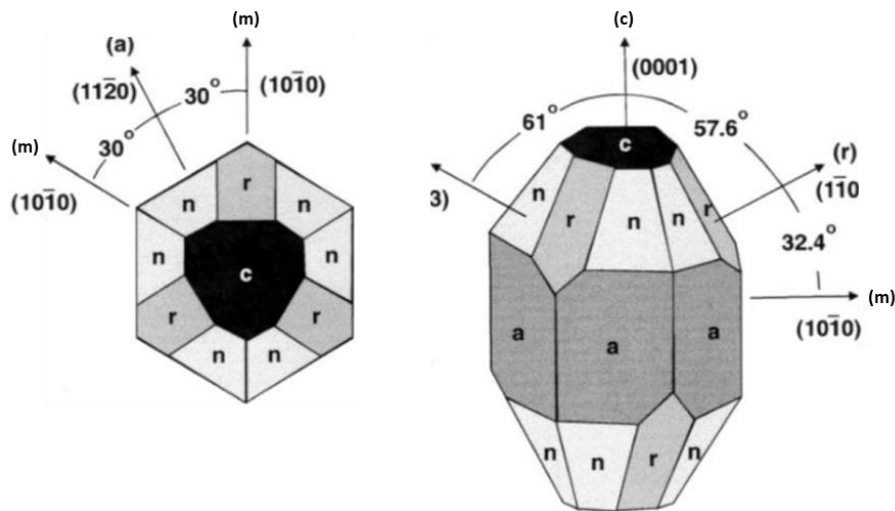 (m)
(a)
(112̅0)
30°
(101̅0)
30°
(m)
(101̅0)
r
n
n
n
c
n
r
r
n
n
(c)
(0001)
61°
57.6°
c
(r)
(11̅0
3)
n
r
n
n
r
32.4°
(m)
(101̅0)
a
a
a
n
n
r
n